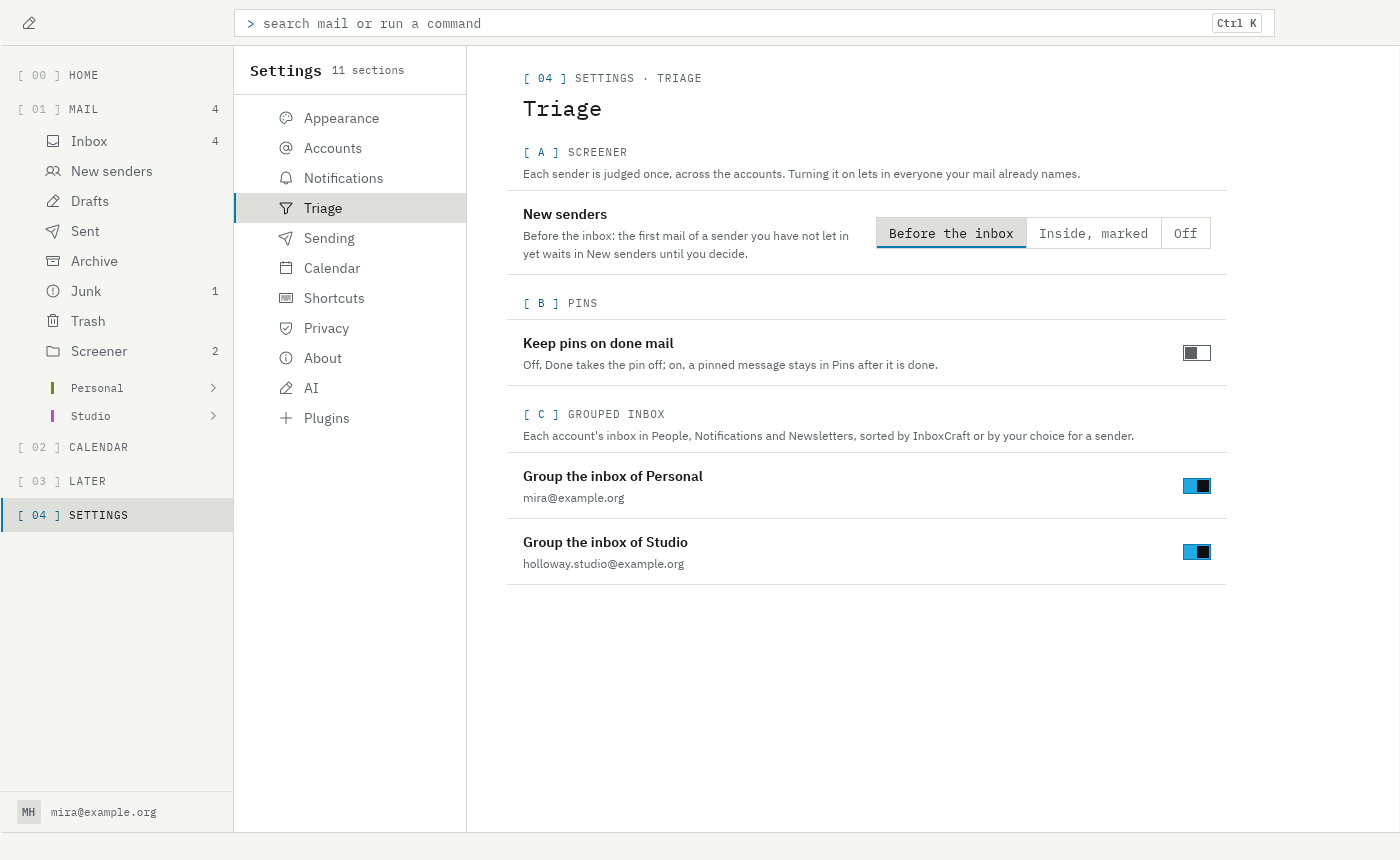 > search mail or run a command Ctrl K
[ 00 ] HOME
[ 01 ] MAIL 4
Inbox 4
New senders
Drafts
Sent
Archive
Junk 1
Trash
Screener 2
Personal
Studio
[ 02 ] CALENDAR
[ 03 ] LATER
[ 04 ] SETTINGS
MH mira@example.org
Settings 11 sections
Appearance
Accounts
Notifications
Triage
Sending
Calendar
Shortcuts
Privacy
About
AI
Plugins
[ 04 ] SETTINGS · TRIAGE
Triage
[ A ] SCREENER
Each sender is judged once, across the accounts. Turning it on lets in everyone your mail already names.
New senders
Before the inbox: the first mail of a sender you have not let in
yet waits in New senders until you decide.
Before the inbox Inside, marked Off
[ B ] PINS
Keep pins on done mail
Off, Done takes the pin off; on, a pinned message stays in Pins after it is done.
[ C ] GROUPED INBOX
Each account's inbox in People, Notifications and Newsletters, sorted by InboxCraft or by your choice for a sender.
Group the inbox of Personal
mira@example.org
Group the inbox of Studio
holloway.studio@example.org